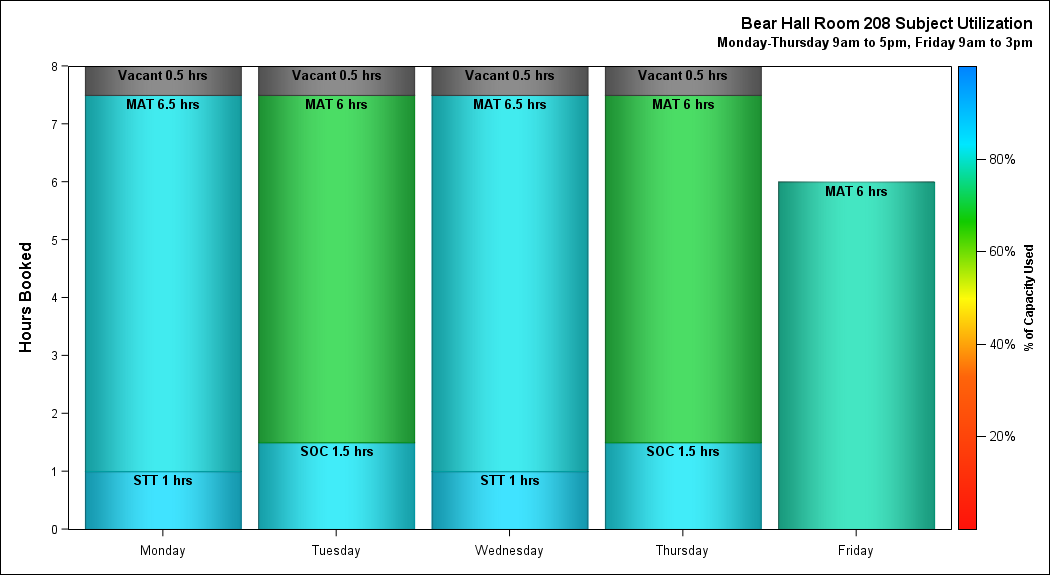 Bear Hall Room 208 Subject Utilization
Monday-Thursday 9am to 5pm, Friday 9am to 3pm
Hours Booked
8
7
6
5
4
3
2
1
0
Vacant 0.5 hrs
MAT 6.5 hrs
STT 1 hrs
Vacant 0.5 hrs
MAT 6 hrs
SOC 1.5 hrs
Vacant 0.5 hrs
MAT 6.5 hrs
STT 1 hrs
Vacant 0.5 hrs
MAT 6 hrs
SOC 1.5 hrs
MAT 6 hrs
Monday
Tuesday
Wednesday
Thursday
Friday
80%
60%
40%
20%
% of Capacity Used